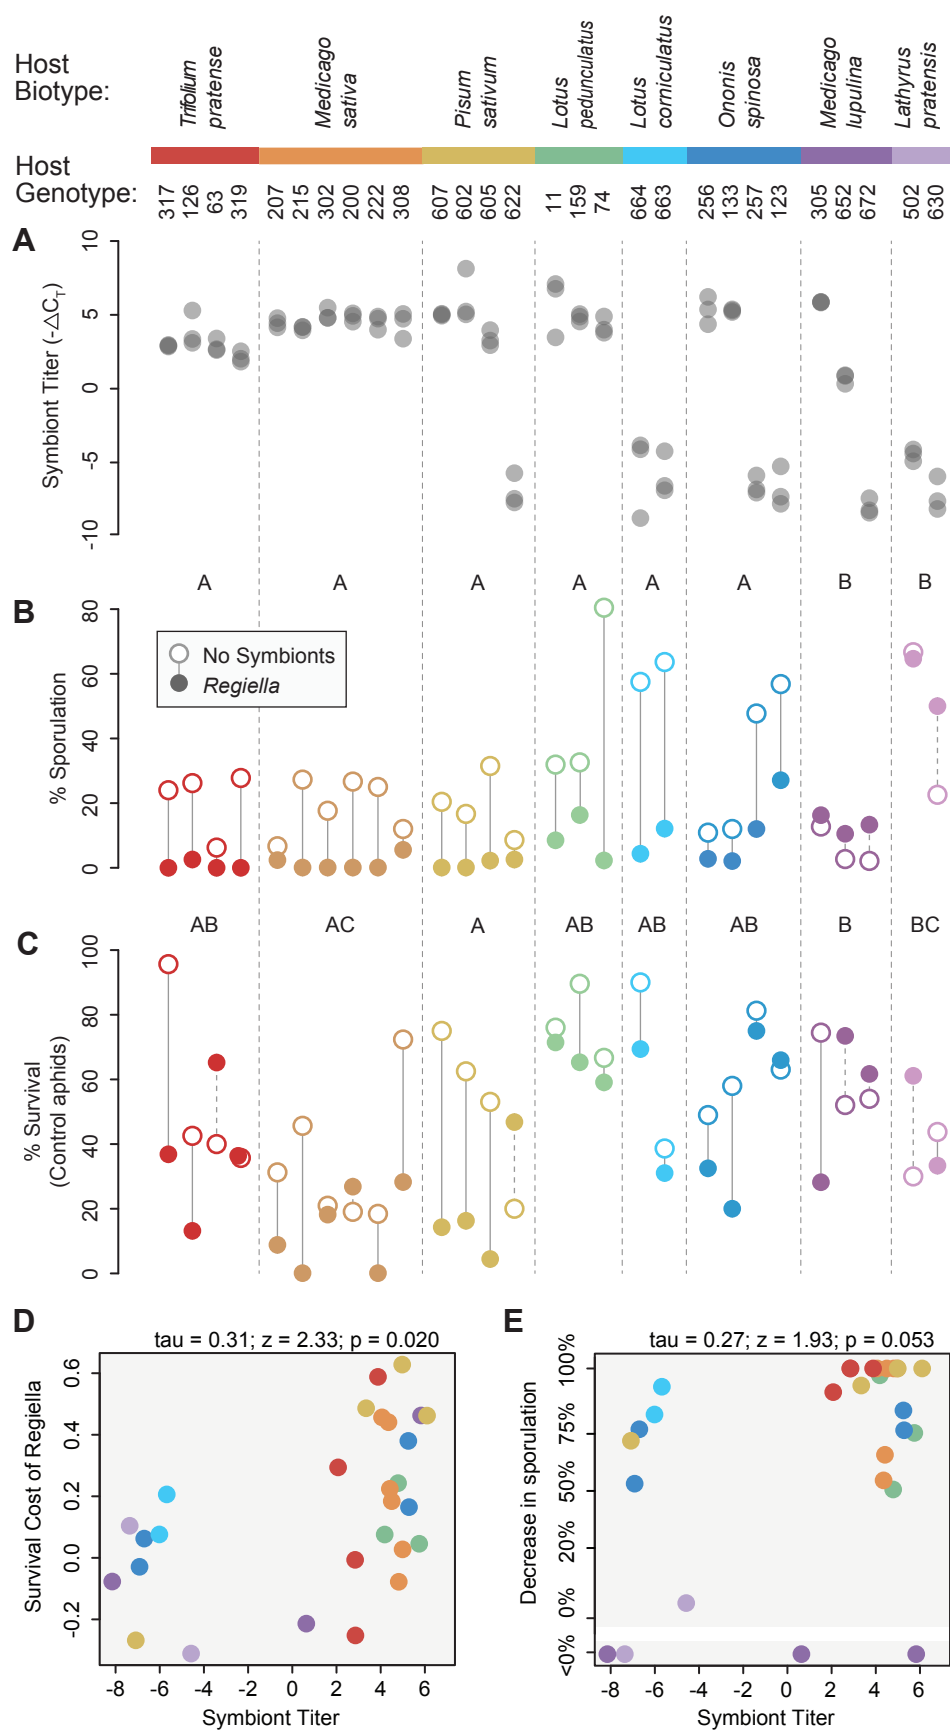 Host
Biotype:
Trifolium
pratense
Medicago
sativa
Pisum
sativum
Lotus
pedunculatus
Lotus
corniculatus
Ononis
spinosa
Medicago
lupulina
Lathyrus
pratensis
Host
Genotype:
317 126 63 319 207 215 302 200 222 308 607 602 605 622 11 159 74 664 663 256 133 257 123 305 652 672 502 630
A
Symbiont Titer (-△C_T)
10
5
0
-5
-10
A A A A A A B B
B
% Sporulation
80
60
40
20
0
No Symbionts
Regiella
AB AC A AB AB AB B BC
C
% Survival
(Control aphids)
100
80
60
40
20
0
D
tau = 0.31; z = 2.33; p = 0.020
Survival Cost of Regiella
0.6
0.4
0.2
0.0
-0.2
-8 -6 -4 -2 0 2 4 6
Symbiont Titer
E
tau = 0.27; z = 1.93; p = 0.053
Decrease in sporulation
100%
75%
50%
20%
0%
<0%
-8 -6 -4 -2 0 2 4 6
Symbiont Titer